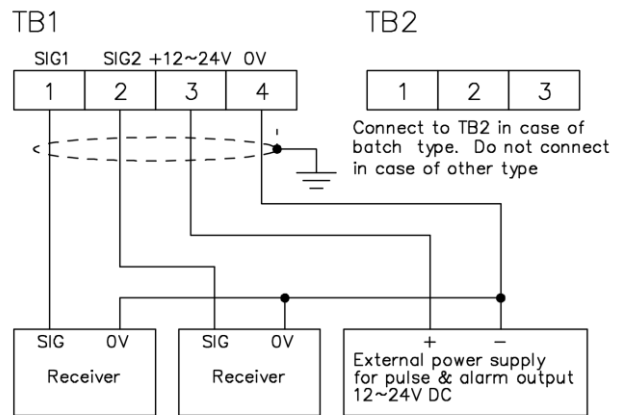 TB1
TB2
SIG1 SIG2 +12~24V 0V
1 2 3 4
1 2 3
Connect to TB2 in case of
batch type. Do not connect
in case of other type
SIG 0V
Receiver
SIG 0V
Receiver
+ −
External power supply
for pulse & alarm output
12~24V DC